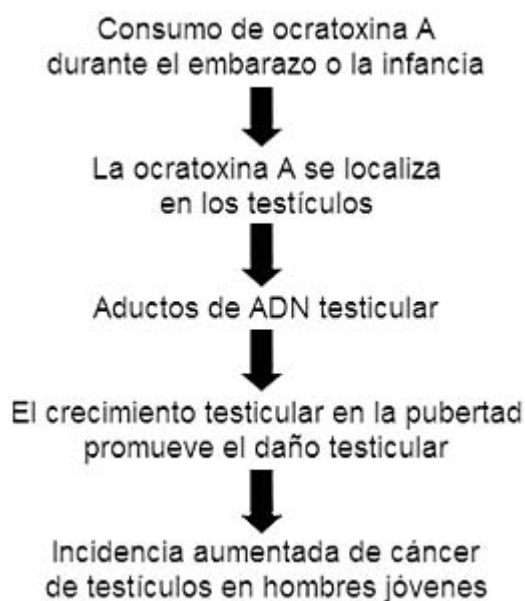 Consumo de ocratoxina A
durante el embarazo o la infancia
La ocratoxina A se localiza
en los testículos
Aductos de ADN testicular
El crecimiento testicular en la pubertad
promueve el daño testicular
Incidencia aumentada de cáncer
de testículos en hombres jóvenes